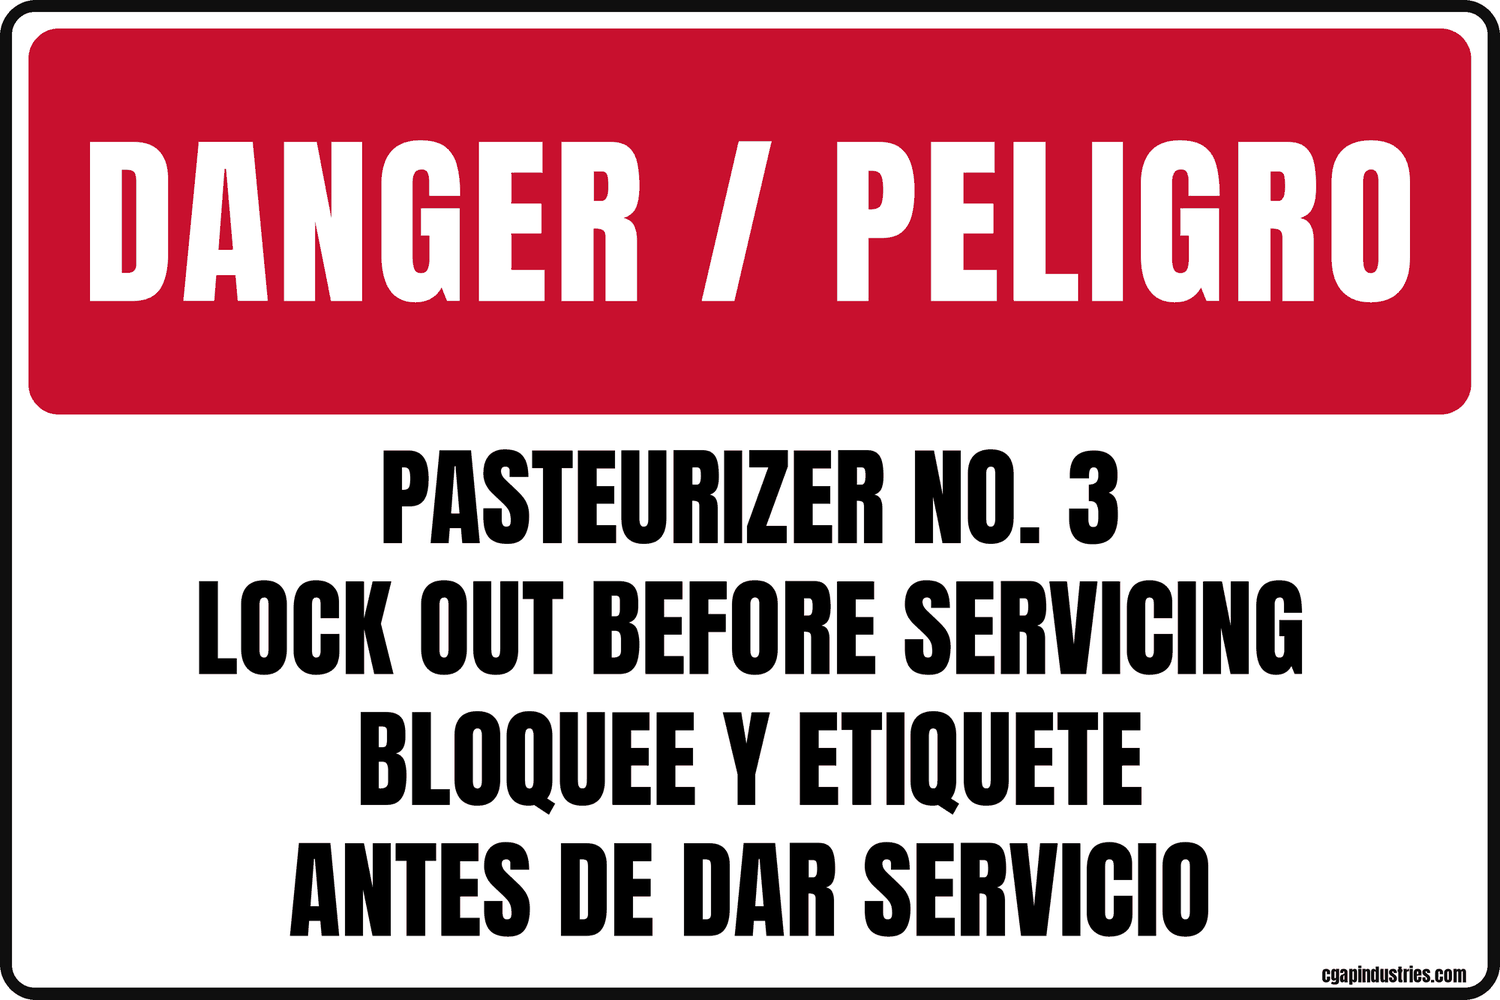 DANGER / PELIGRO
PASTEURIZER NO. 3
LOCK OUT BEFORE SERVICING
BLOQUEE Y ETIQUETE
ANTES DE DAR SERVICIO
cgapindustries.com